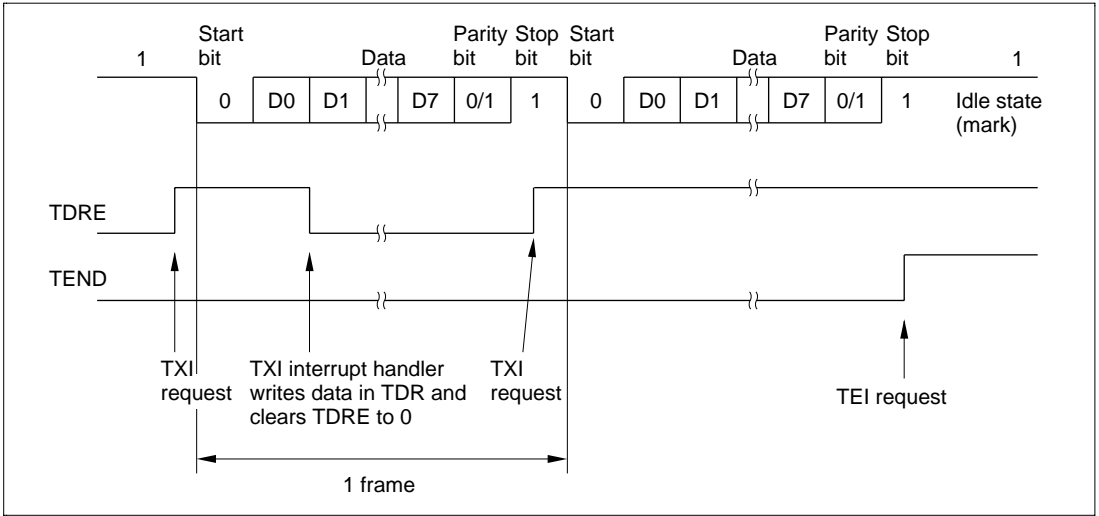 Start bit
Data
Parity bit
Stop bit
Start bit
Data
Parity bit
Stop bit
1
1
0
D0
D1
D7
0/1
1
0
D0
D1
D7
0/1
1
Idle state
(mark)
TDRE
TEND
TXI
request
TXI interrupt handler
writes data in TDR and
clears TDRE to 0
TXI
request
TEI request
1 frame